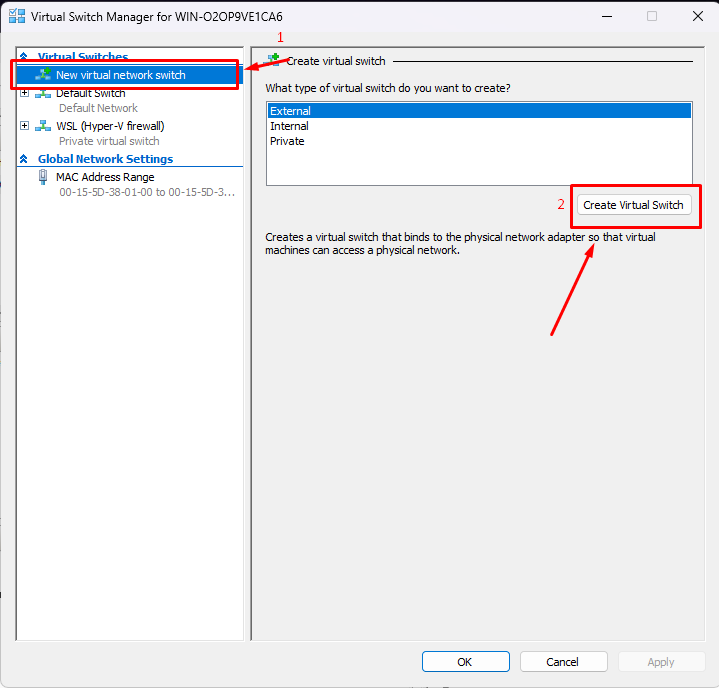 Virtual Switch Manager for WIN-O2OP9VE1CA6
1
Virtual Switches
New virtual network switch
Default Switch
Default Network
WSL (Hyper-V firewall)
Private virtual switch
Global Network Settings
MAC Address Range
00-15-5D-38-01-00 to 00-15-5D-3...
Create virtual switch
What type of virtual switch do you want to create?
External
Internal
Private
2
Create Virtual Switch
Creates a virtual switch that binds to the physical network adapter so that virtual
machines can access a physical network.
OK
Cancel
Apply